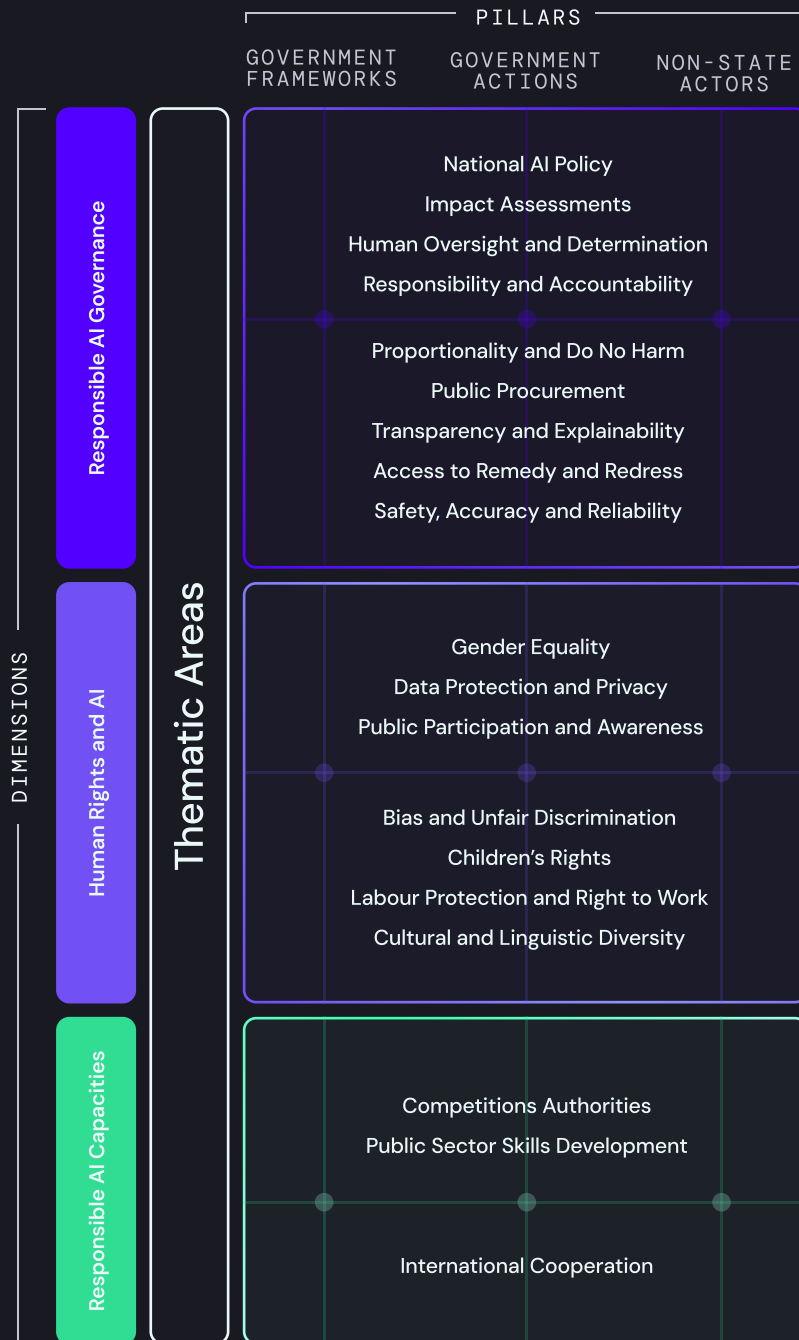 PILLARS
GOVERNMENT
FRAMEWORKS
GOVERNMENT
ACTIONS
NON-STATE
ACTORS
DIMENSIONS
Responsible AI Governance
Thematic Areas
National AI Policy
Impact Assessments
Human Oversight and Determination
Responsibility and Accountability
Proportionality and Do No Harm
Public Procurement
Transparency and Explainability
Access to Remedy and Redress
Safety, Accuracy and Reliability
Human Rights and AI
Gender Equality
Data Protection and Privacy
Public Participation and Awareness
Bias and Unfair Discrimination
Children’s Rights
Labour Protection and Right to Work
Cultural and Linguistic Diversity
Responsible AI Capacities
Competitions Authorities
Public Sector Skills Development
International Cooperation